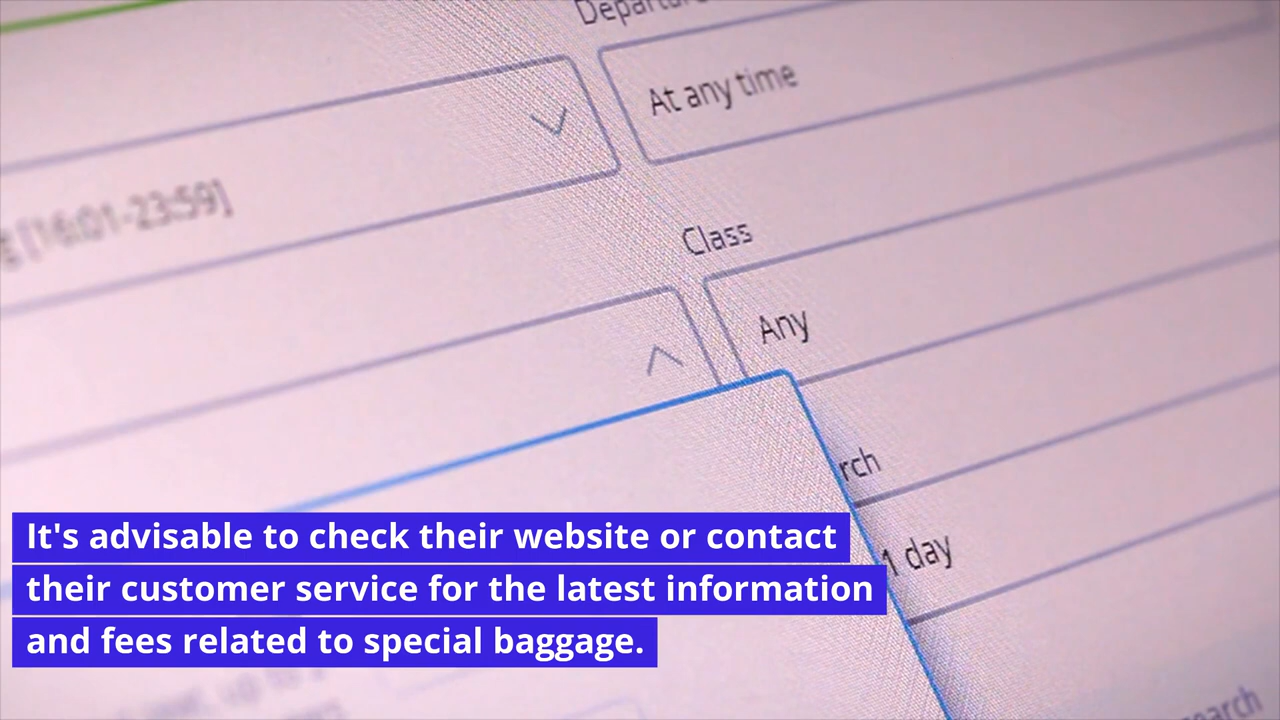 At any time
[16:01-23:59]
Class
Any
rch
1 day
It's advisable to check their website or contact
their customer service for the latest information
and fees related to special baggage.